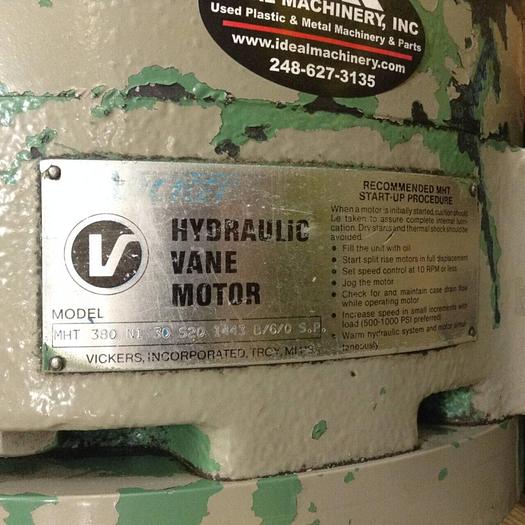 AL MACHINERY, INC
Used Plastic & Metal Machinery & Parts
www.idealmachinery.com
248-627-3135
V
HYDRAULIC
VANE
MOTOR
MODEL
MHT 380 N1 30 S20 1443 B/G/0 S.P.
VICKERS, INCORPORATED, TROY, MI
RECOMMENDED MHT
START-UP PROCEDURE
When a motor is initially started, caution should
be taken to assure complete internal lubri-
cation. Dry starts and thermal shock should be
avoided.
• Fill the unit with oil
• Start split rise motors in full displacement
• Set speed control at 10 RPM or less
• Jog the motor
• Check for and maintain case drain flow
while operating motor
• Increase speed in small increments with
load (500-1000 PSI preferred)
• Warm hydraulic system and motor simul-
taneously